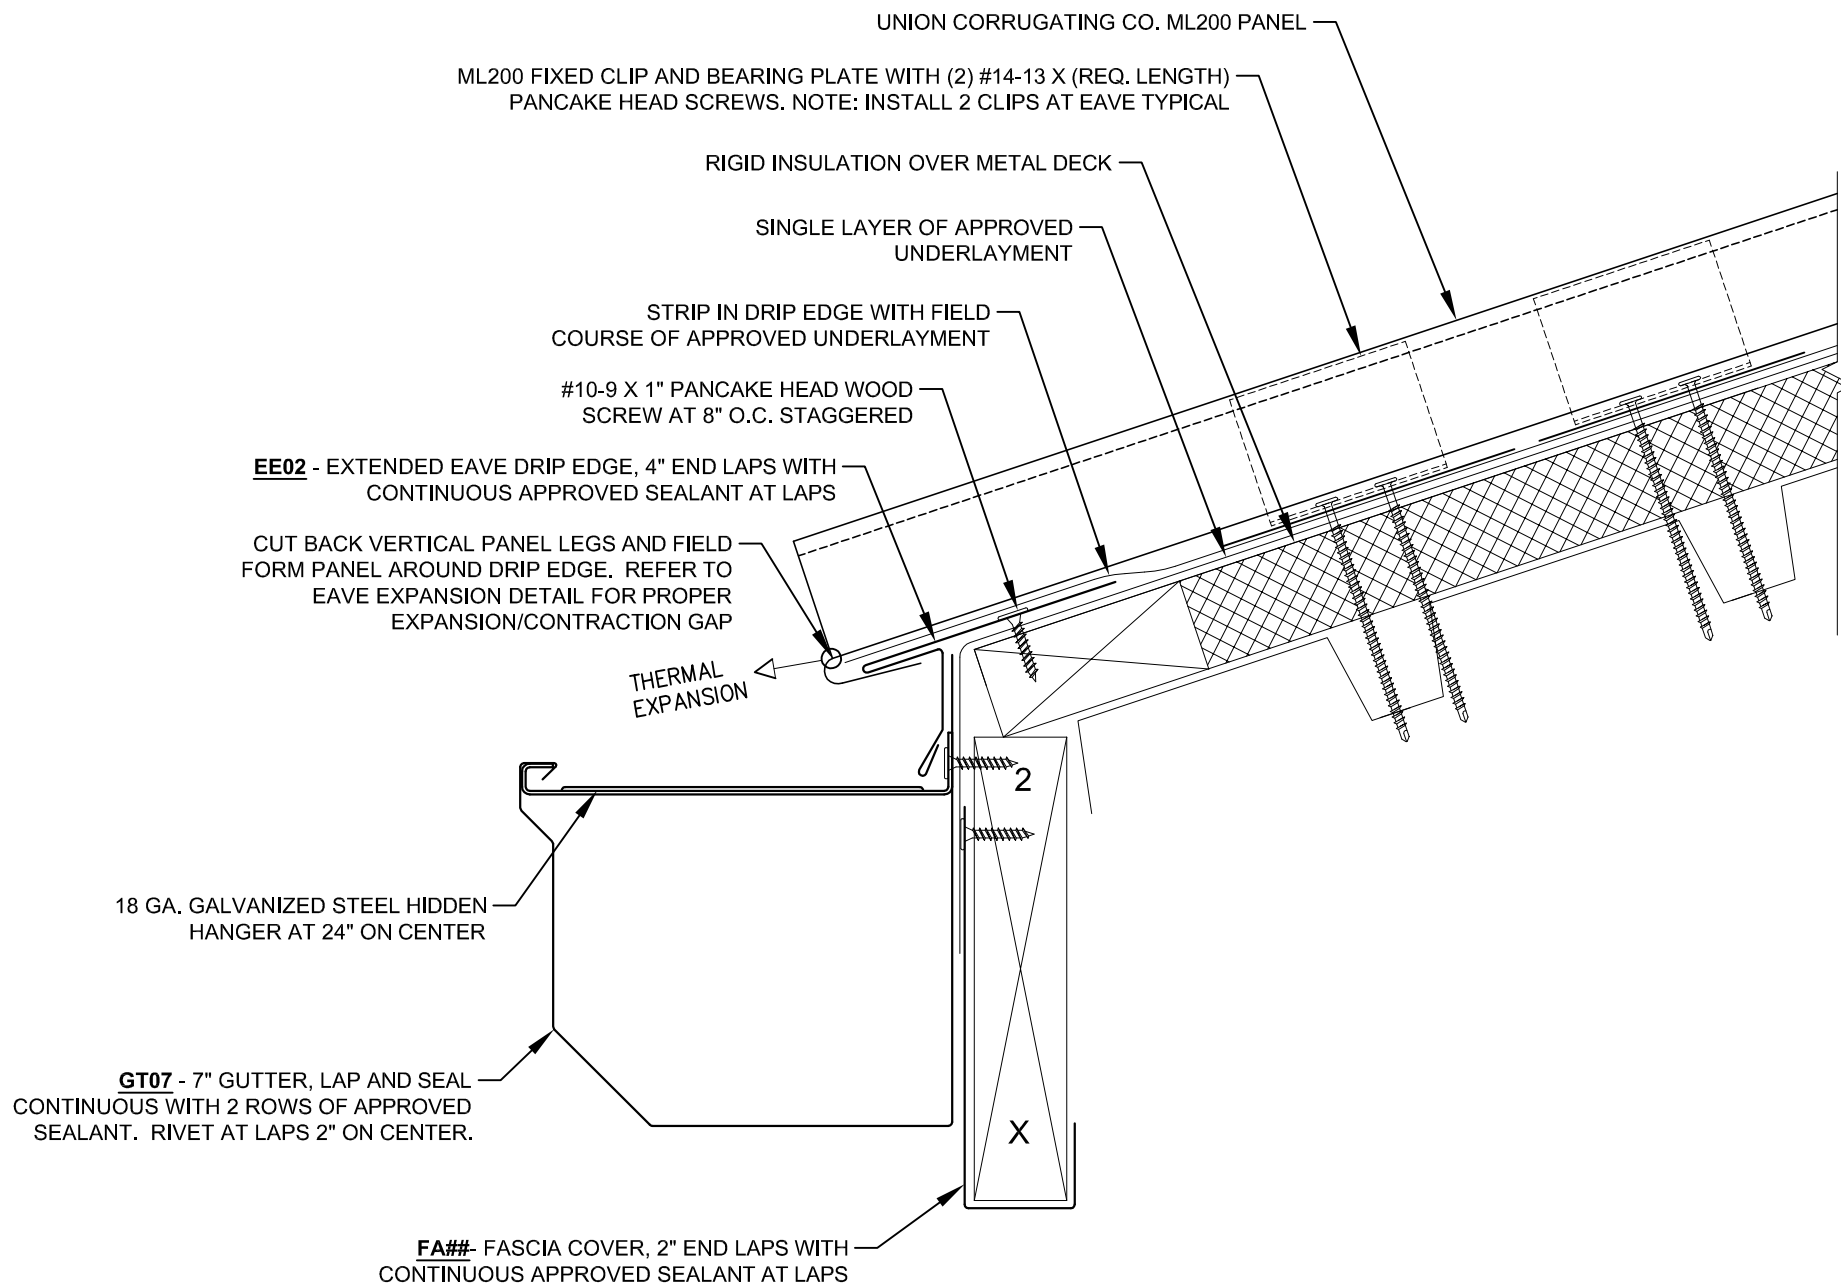 UNION CORRUGATING CO. ML200 PANEL
ML200 FIXED CLIP AND BEARING PLATE WITH (2) #14-13 X (REQ. LENGTH)
PANCAKE HEAD SCREWS. NOTE: INSTALL 2 CLIPS AT EAVE TYPICAL
RIGID INSULATION OVER METAL DECK
SINGLE LAYER OF APPROVED
UNDERLAYMENT
STRIP IN DRIP EDGE WITH FIELD
COURSE OF APPROVED UNDERLAYMENT
#10-9 X 1" PANCAKE HEAD WOOD
SCREW AT 8" O.C. STAGGERED
EE02 - EXTENDED EAVE DRIP EDGE, 4" END LAPS WITH
CONTINUOUS APPROVED SEALANT AT LAPS
CUT BACK VERTICAL PANEL LEGS AND FIELD
FORM PANEL AROUND DRIP EDGE.  REFER TO
EAVE EXPANSION DETAIL FOR PROPER
EXPANSION/CONTRACTION GAP
THERMAL
EXPANSION
2
18 GA. GALVANIZED STEEL HIDDEN
HANGER AT 24" ON CENTER
GT07 - 7" GUTTER, LAP AND SEAL
CONTINUOUS WITH 2 ROWS OF APPROVED
SEALANT.  RIVET AT LAPS 2" ON CENTER.
X
FA##- FASCIA COVER, 2" END LAPS WITH
CONTINUOUS APPROVED SEALANT AT LAPS